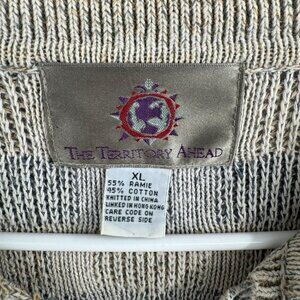 THE TERRITORY AHEAD
XL
55% RAMIE
45% COTTON
KNITTED IN CHINA
LINKED IN HONG KONG
CARE CODE ON
REVERSE SIDE